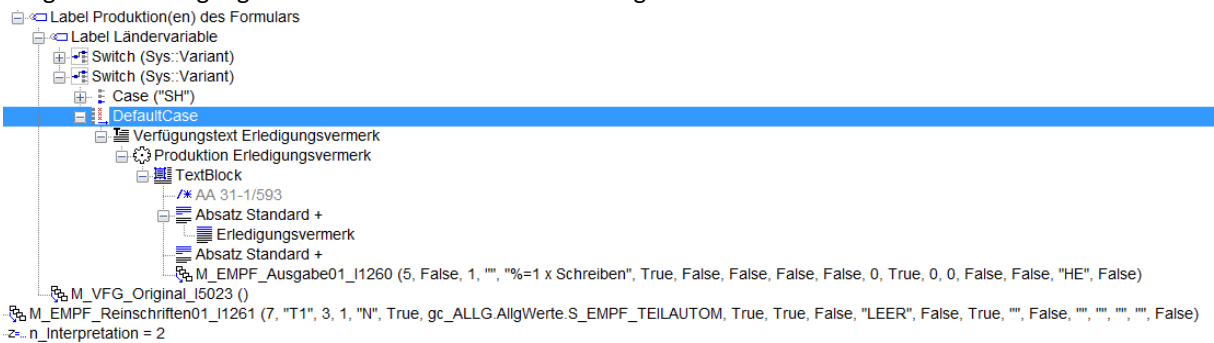 Label Produktion(en) des Formulars
Label Ländervariable
Switch (Sys::Variant)
Switch (Sys::Variant)
Case ("SH")
DefaultCase
Verfügungstext Erledigungsvermerk
Produktion Erledigungsvermerk
TextBlock
/* AA 31-1/593
Absatz Standard +
Erledigungsvermerk
Absatz Standard +
M_EMPF_Ausgabe01_I1260 (5, False, 1, "", "%=1 x Schreiben", True, False, False, False, False, 0, True, 0, 0, False, False, "HE", False)
M_VFG_Original_I5023 ()
M_EMPF_Reinschriften01_I1261 (7, "T1", 3, 1, "N", True, gc_ALLG.AllgWerte.S_EMPF_TEILAUTOM, True, True, False, "LEER", False, True, "", False, "", "", "", "", False)
n_Interpretation = 2